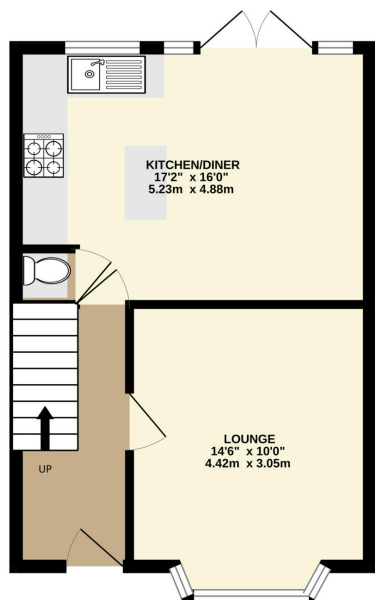 KITCHEN/DINER
17'2" x 16'0"
5.23m x 4.88m
LOUNGE
14'6" x 10'0"
4.42m x 3.05m
UP